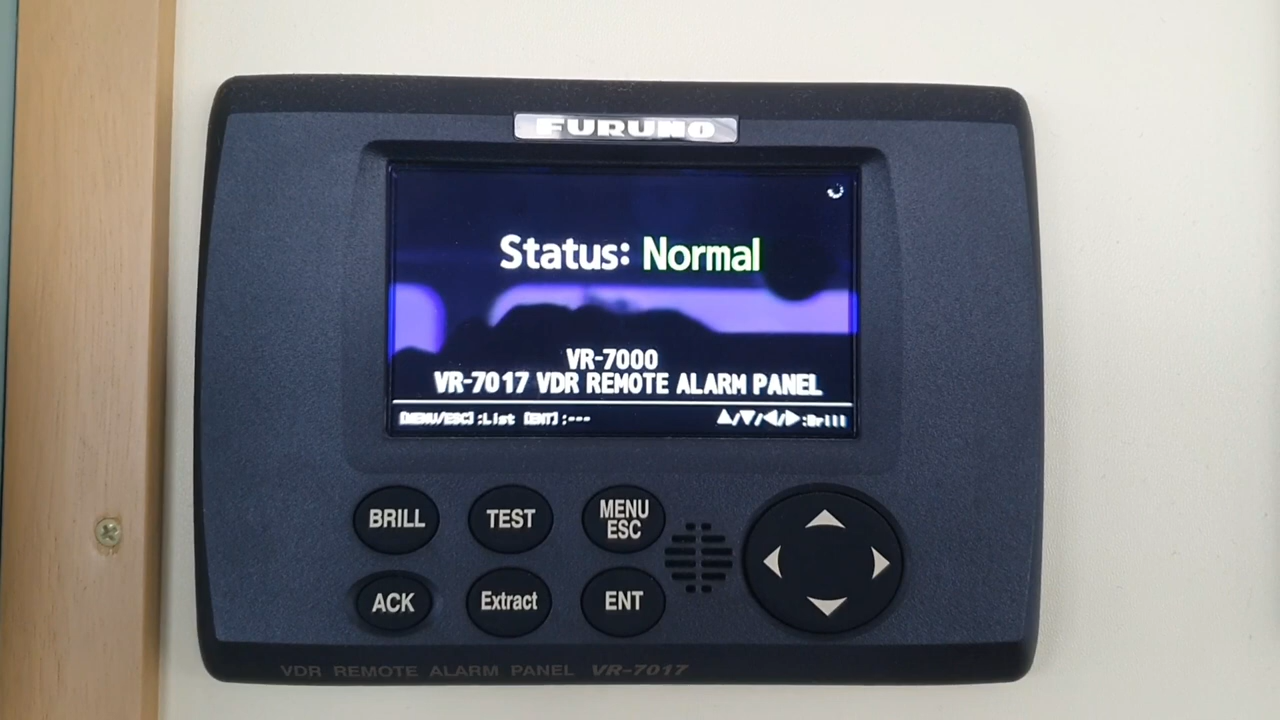 FURUNO
Status: Normal
VR-7000
VR-7017 VDR REMOTE ALARM PANEL
[MENU/ESC]:List [ENT]:--- ▲/▼/◀/▶:Brill
BRILL TEST MENU ESC
ACK Extract ENT
VDR REMOTE ALARM PANEL VR-7017